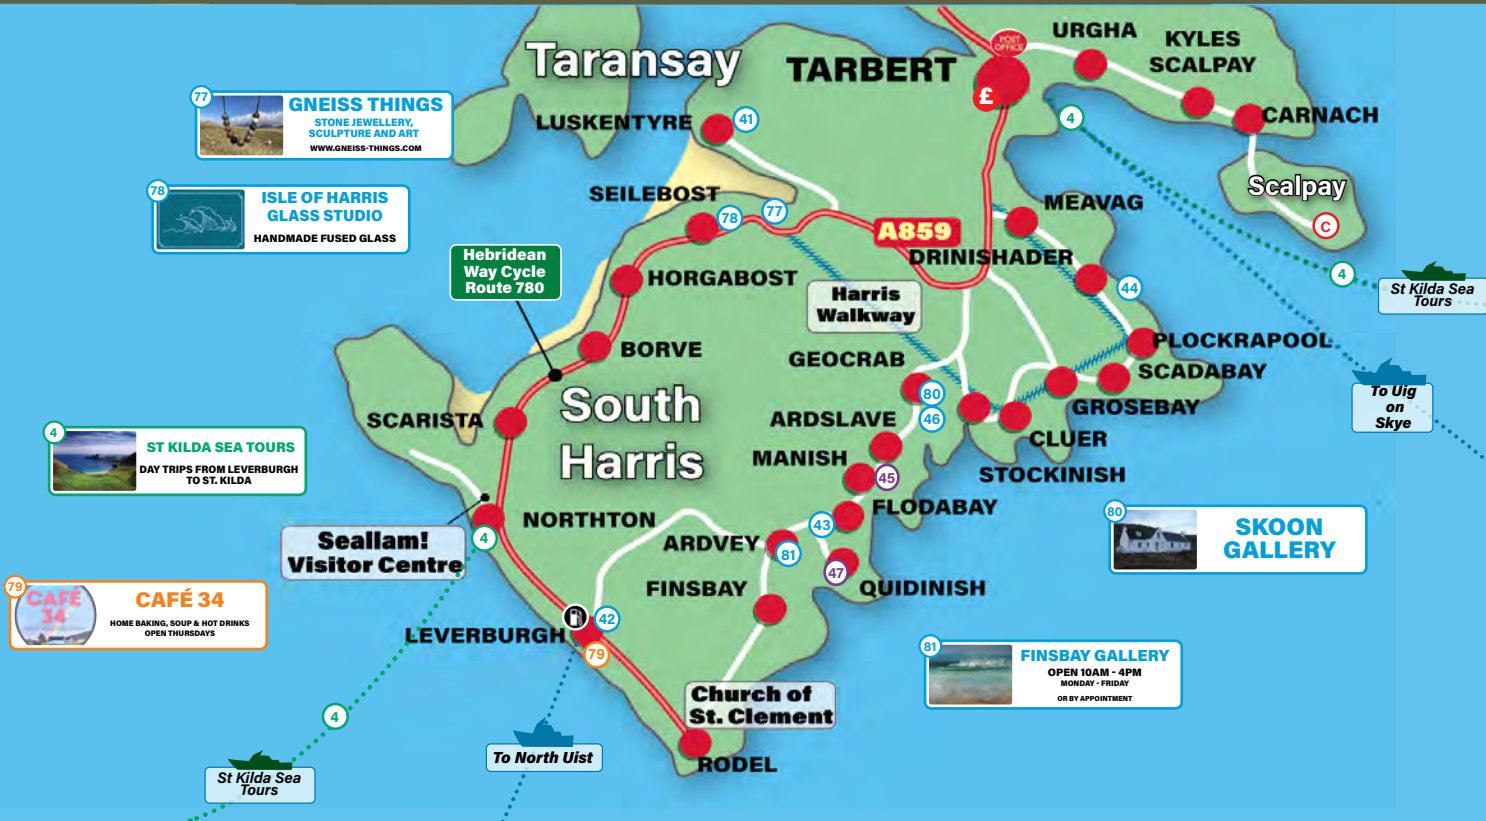 Taransay
TARBERT
POST
OFFICE
£
URGHA
KYLES
SCALPAY
CARNACH
4
Scalpay
C
4
St Kilda Sea
Tours
77
GNEISS THINGS
STONE JEWELLERY,
SCULPTURE AND ART
WWW.GNEISS-THINGS.COM
LUSKENTYRE
41
78
ISLE OF HARRIS
GLASS STUDIO
HANDMADE FUSED GLASS
SEILEBOST
78
77
A859
MEAVAG
DRINISHADER
44
Hebridean
Way Cycle
Route 780
HORGABOST
Harris
Walkway
BORVE
GEOCRAB
PLOCKRAPOOL
SCADABAY
GROSEBAY
To Uig
on
Skye
South
Harris
SCARISTA
80
46
ARDSLAVE
CLUER
MANISH
45
STOCKINISH
4
ST KILDA SEA TOURS
DAY TRIPS FROM LEVERBURGH
TO ST. KILDA
Seallam!
Visitor Centre
4
NORTHTON
FLODABAY
43
ARDVEY
81
47
QUIDINISH
FINSBAY
80
SKOON
GALLERY
79
CAFÉ
34
CAFÉ 34
HOME BAKING, SOUP & HOT DRINKS
OPEN THURSDAYS
LEVERBURGH
42
79
81
FINSBAY GALLERY
OPEN 10AM - 4PM
MONDAY - FRIDAY
OR BY APPOINTMENT
Church of
St. Clement
RODEL
4
St Kilda Sea
Tours
To North Uist